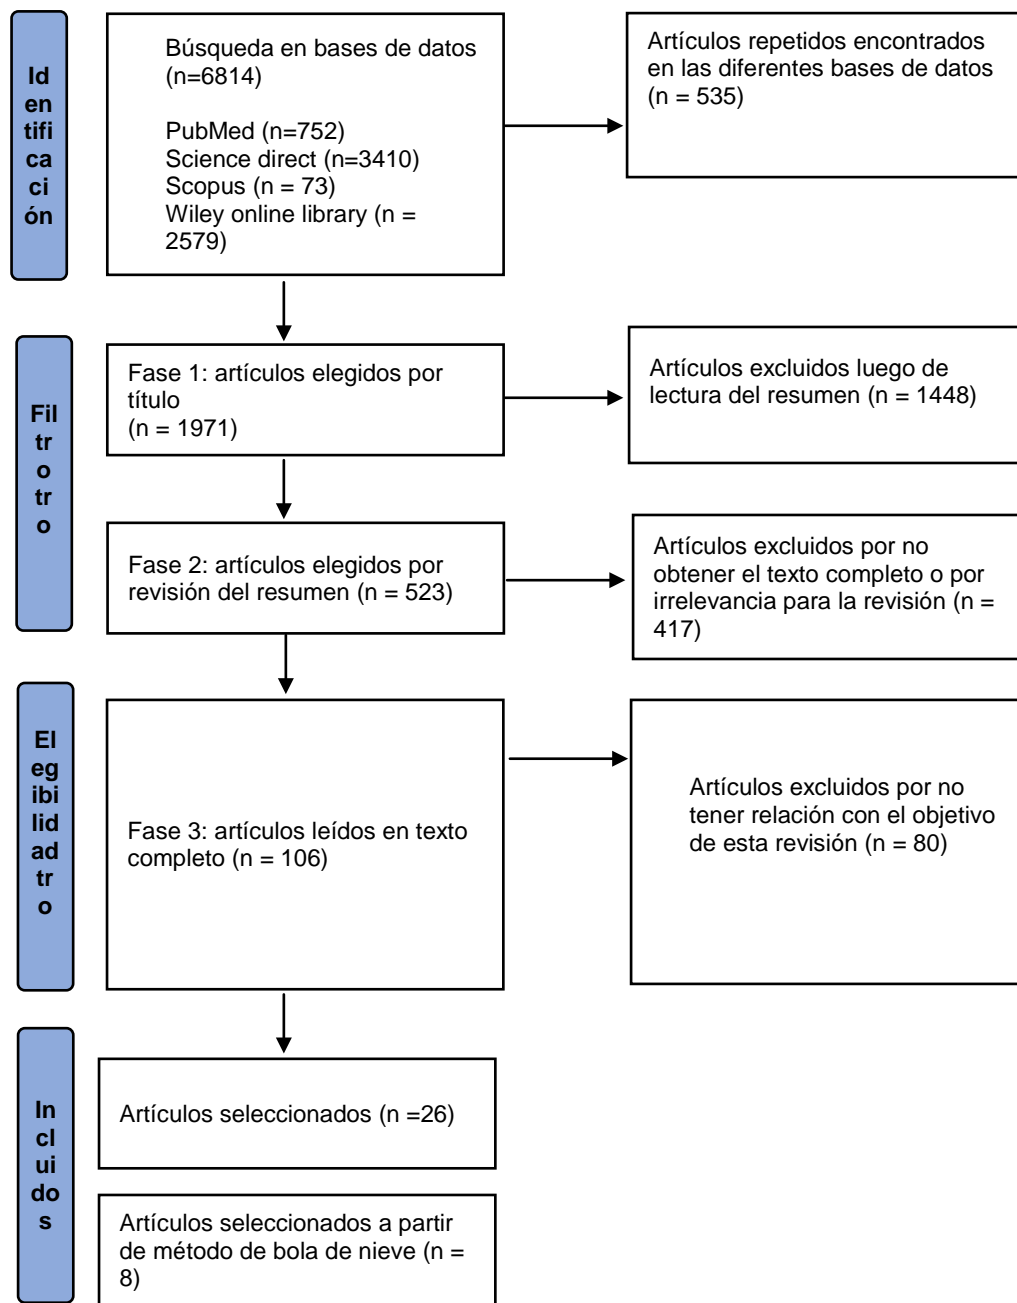 Id
en
tifi
ca
ci
ón
Búsqueda en bases de datos
(n=6814)
PubMed (n=752)
Science direct (n=3410)
Scopus (n = 73)
Wiley online library (n =
2579)
Artículos repetidos encontrados
en las diferentes bases de datos
(n = 535)
Fil
tr
o
tr
o
Fase 1: artículos elegidos por
título
(n = 1971)
Artículos excluidos luego de
lectura del resumen (n = 1448)
Fase 2: artículos elegidos por
revisión del resumen (n = 523)
Artículos excluidos por no
obtener el texto completo o por
irrelevancia para la revisión (n =
417)
El
eg
ibi
lid
ad
tr
o
Fase 3: artículos leídos en texto
completo (n = 106)
Artículos excluidos por no
tener relación con el objetivo
de esta revisión (n = 80)
In
cl
ui
do
s
Artículos seleccionados (n =26)
Artículos seleccionados a partir
de método de bola de nieve (n =
8)